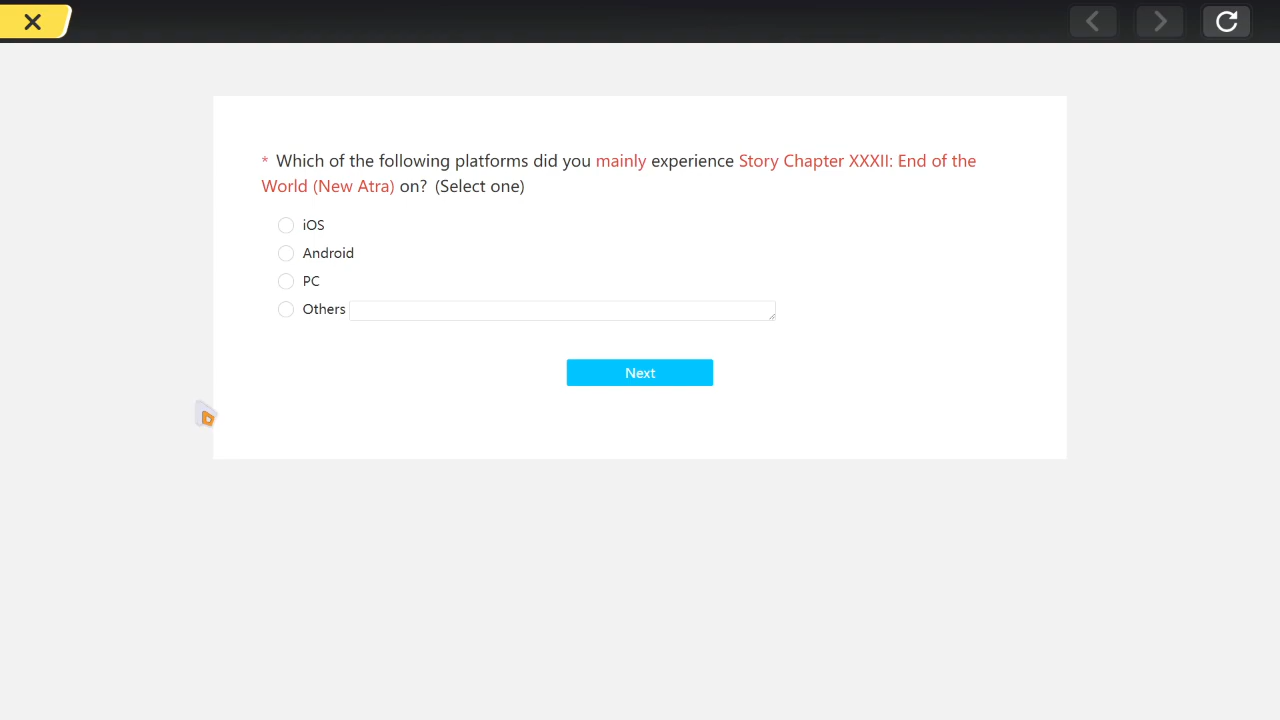 * Which of the following platforms did you mainly experience Story Chapter XXXII: End of the
World (New Atra) on? (Select one)
iOS
Android
PC
Others
Next